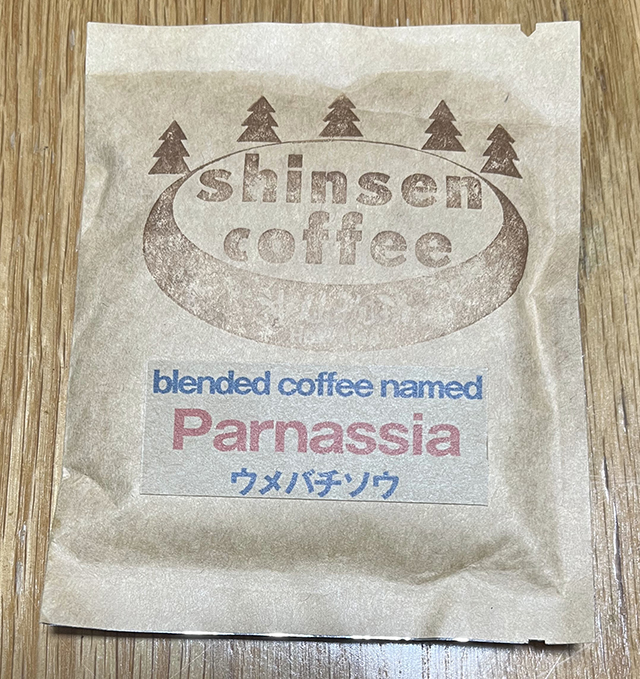 shinsen
coffee
blended coffee named
Parnassia
ウメバチソウ